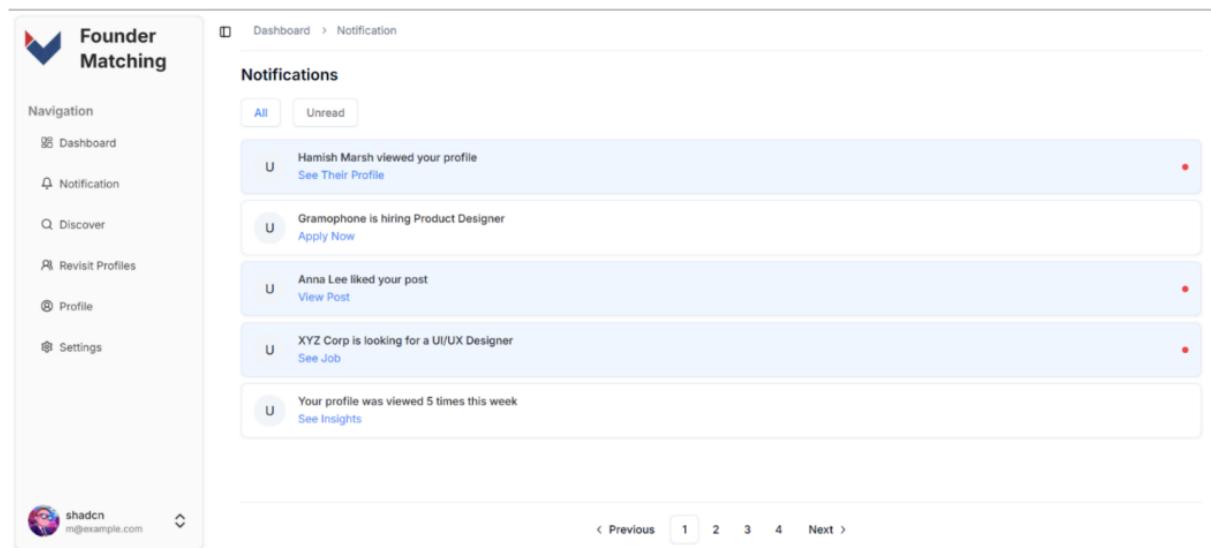 Founder
Matching
Navigation
Dashboard
Notification
Discover
Revisit Profiles
Profile
Settings
shadcn
m@example.com
Dashboard > Notification
Notifications
All Unread
U
Hamish Marsh viewed your profile
See Their Profile
U
Gramophone is hiring Product Designer
Apply Now
U
Anna Lee liked your post
View Post
U
XYZ Corp is looking for a UI/UX Designer
See Job
U
Your profile was viewed 5 times this week
See Insights
< Previous 1 2 3 4 Next >